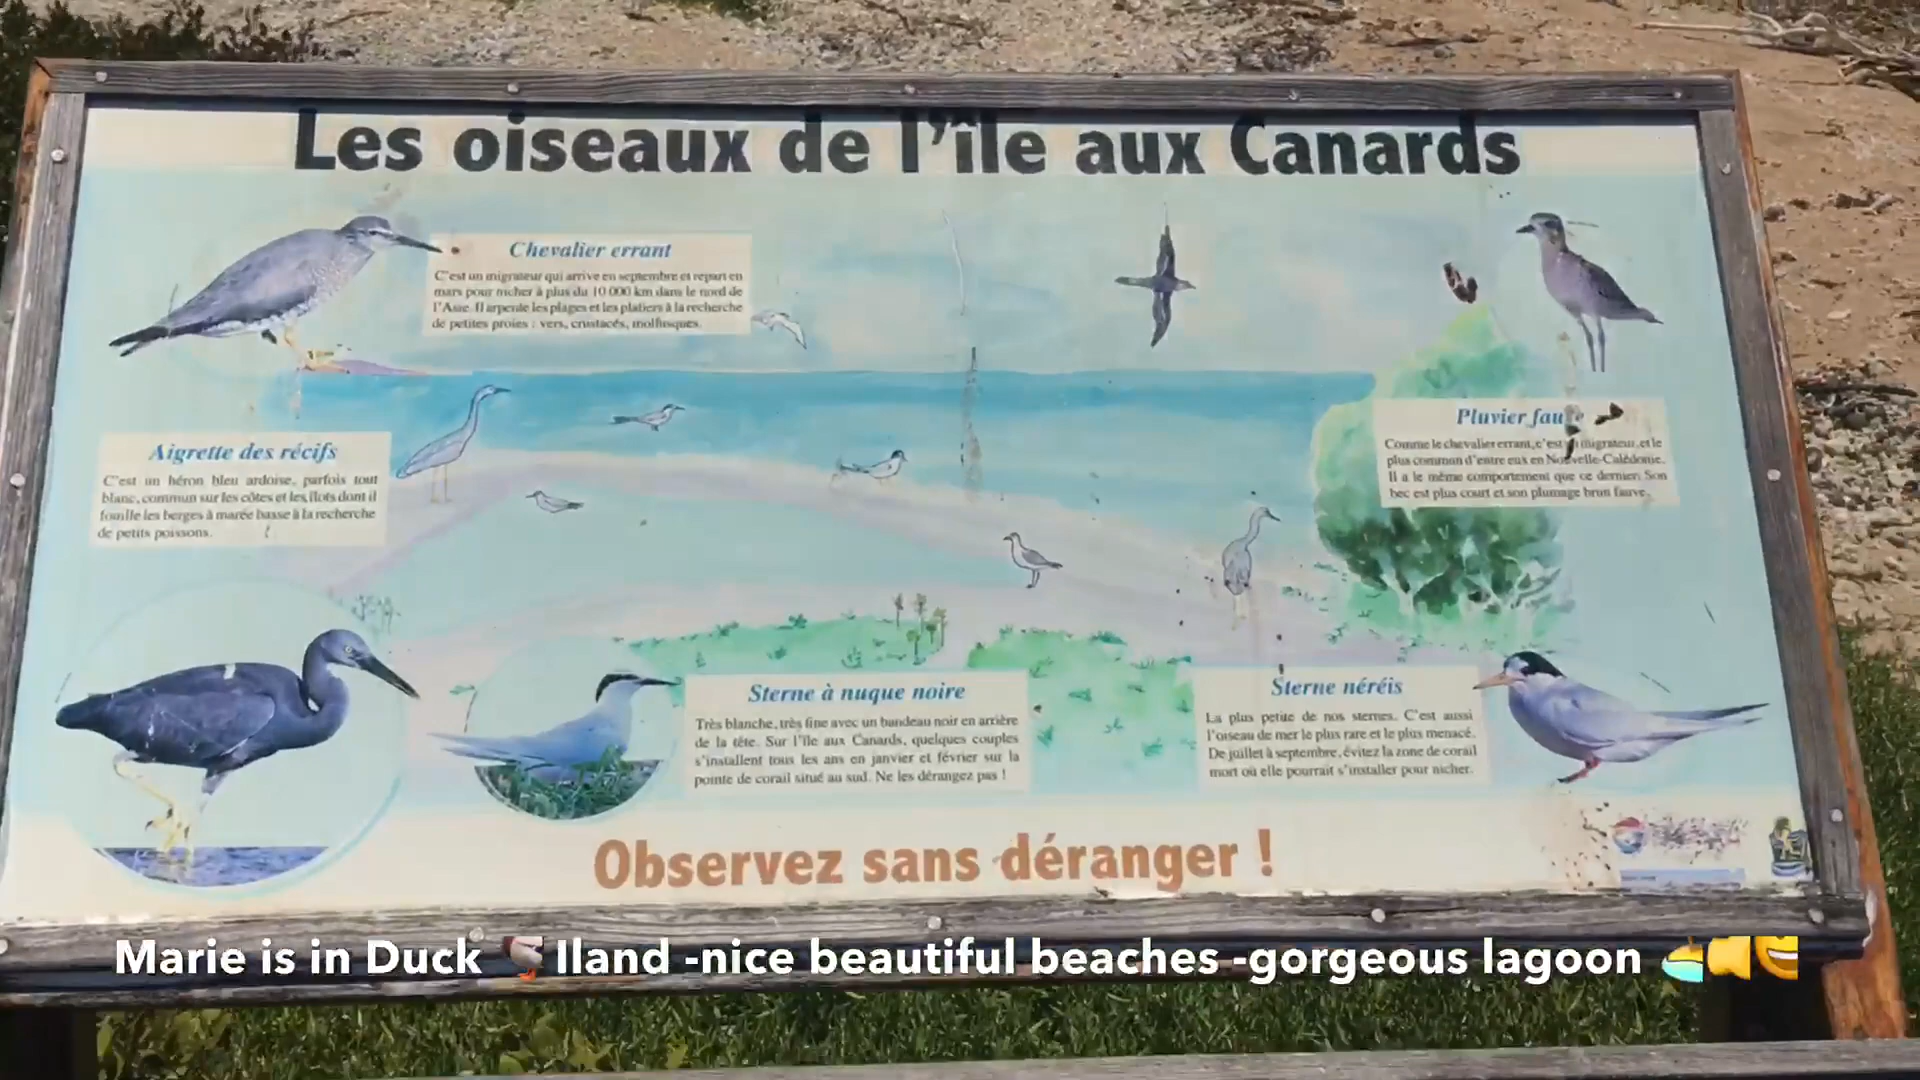 Les oiseaux de l'île aux Canards
Chevalier errant
C'est un migrateur qui arrive en septembre et repart en
mars pour nicher à plus du 10 000 km dans le nord de
l'Asie. Il arpente les plages et les platiers à la recherche
de petites proies : vers, crustacés, mollusques.
Aigrette des récifs
C'est un héron bleu ardoise, parfois tout
blanc, commun sur les côtes et les îlots dont il
fouille les berges à marée basse à la recherche
de petits poissons.
Pluvier fauve
Comme le chevalier errant, c'est un migrateur, et le
plus commun d'entre eux en Nouvelle-Calédonie.
Il a le même comportement que ce dernier. Son
bec est plus court et son plumage brun fauve.
Sterne à nuque noire
Très blanche, très fine avec un bandeau noir en arrière
de la tête. Sur l'île aux Canards, quelques couples
s'installent tous les ans en janvier et février sur la
pointe de corail situé au sud. Ne les dérangez pas !
Sterne néréis
La plus petite de nos sternes. C'est aussi
l'oiseau de mer le plus rare et le plus menacé.
De juillet à septembre, évitez la zone de corail
mort où elle pourrait s'installer pour nicher.
Observez sans déranger !
Marie is in Duck 🦆 Iland -nice beautiful beaches -gorgeous lagoon